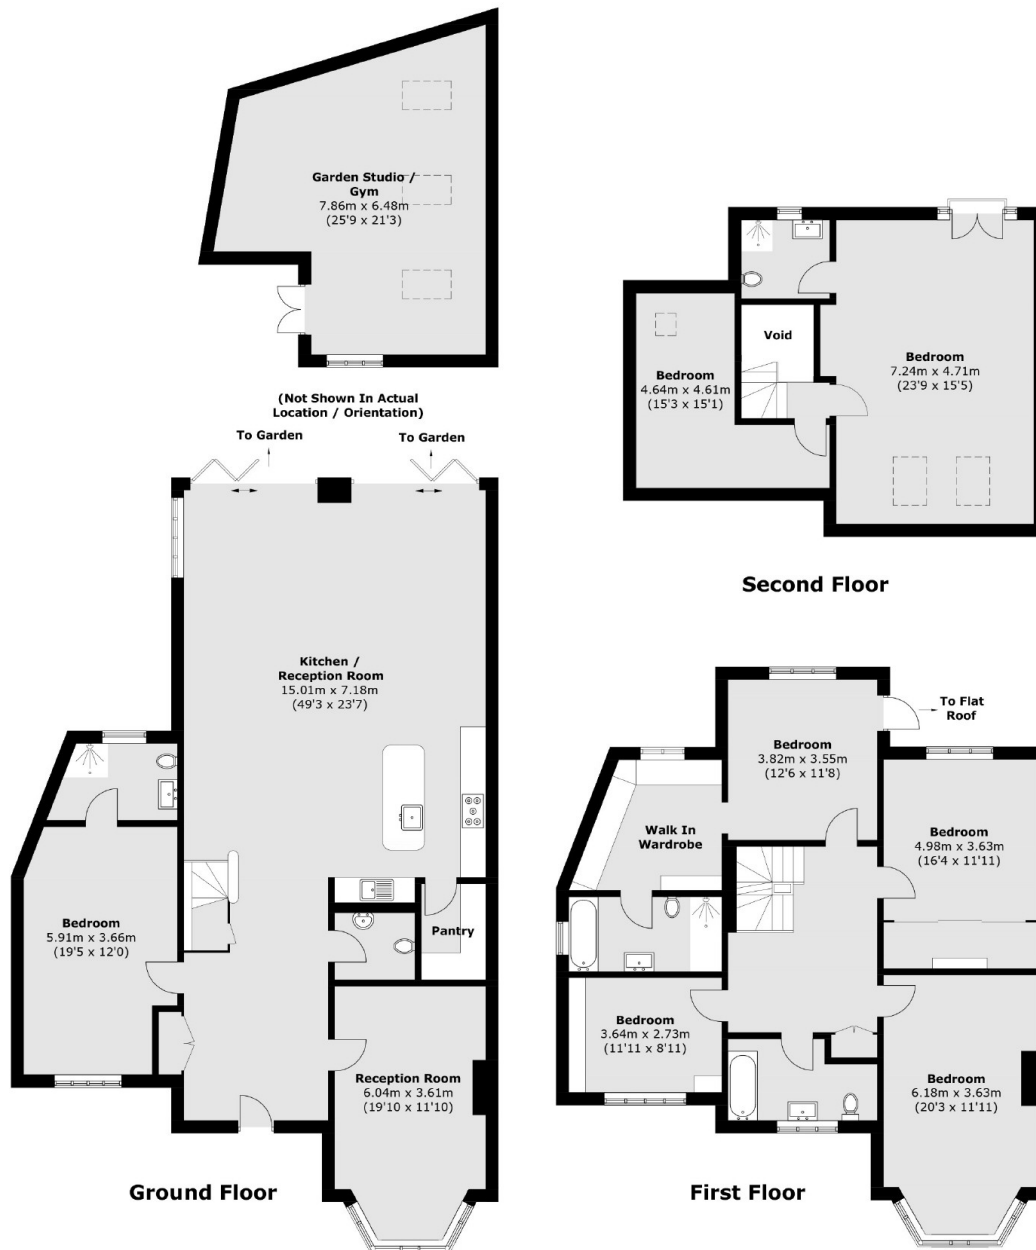 Garden Studio /
Gym
7.86m x 6.48m
(25'9 x 21'3)
(Not Shown In Actual
Location / Orientation)
To Garden
To Garden
Kitchen /
Reception Room
15.01m x 7.18m
(49'3 x 23'7)
Bedroom
5.91m x 3.66m
(19'5 x 12'0)
Pantry
Reception Room
6.04m x 3.61m
(19'10 x 11'10)
Ground Floor
Void
Bedroom
4.64m x 4.61m
(15'3 x 15'1)
Bedroom
7.24m x 4.71m
(23'9 x 15'5)
Second Floor
To Flat
Roof
Bedroom
3.82m x 3.55m
(12'6 x 11'8)
Walk In
Wardrobe
Bedroom
4.98m x 3.63m
(16'4 x 11'11)
Bedroom
3.64m x 2.73m
(11'11 x 8'11)
Bedroom
6.18m x 3.63m
(20'3 x 11'11)
First Floor